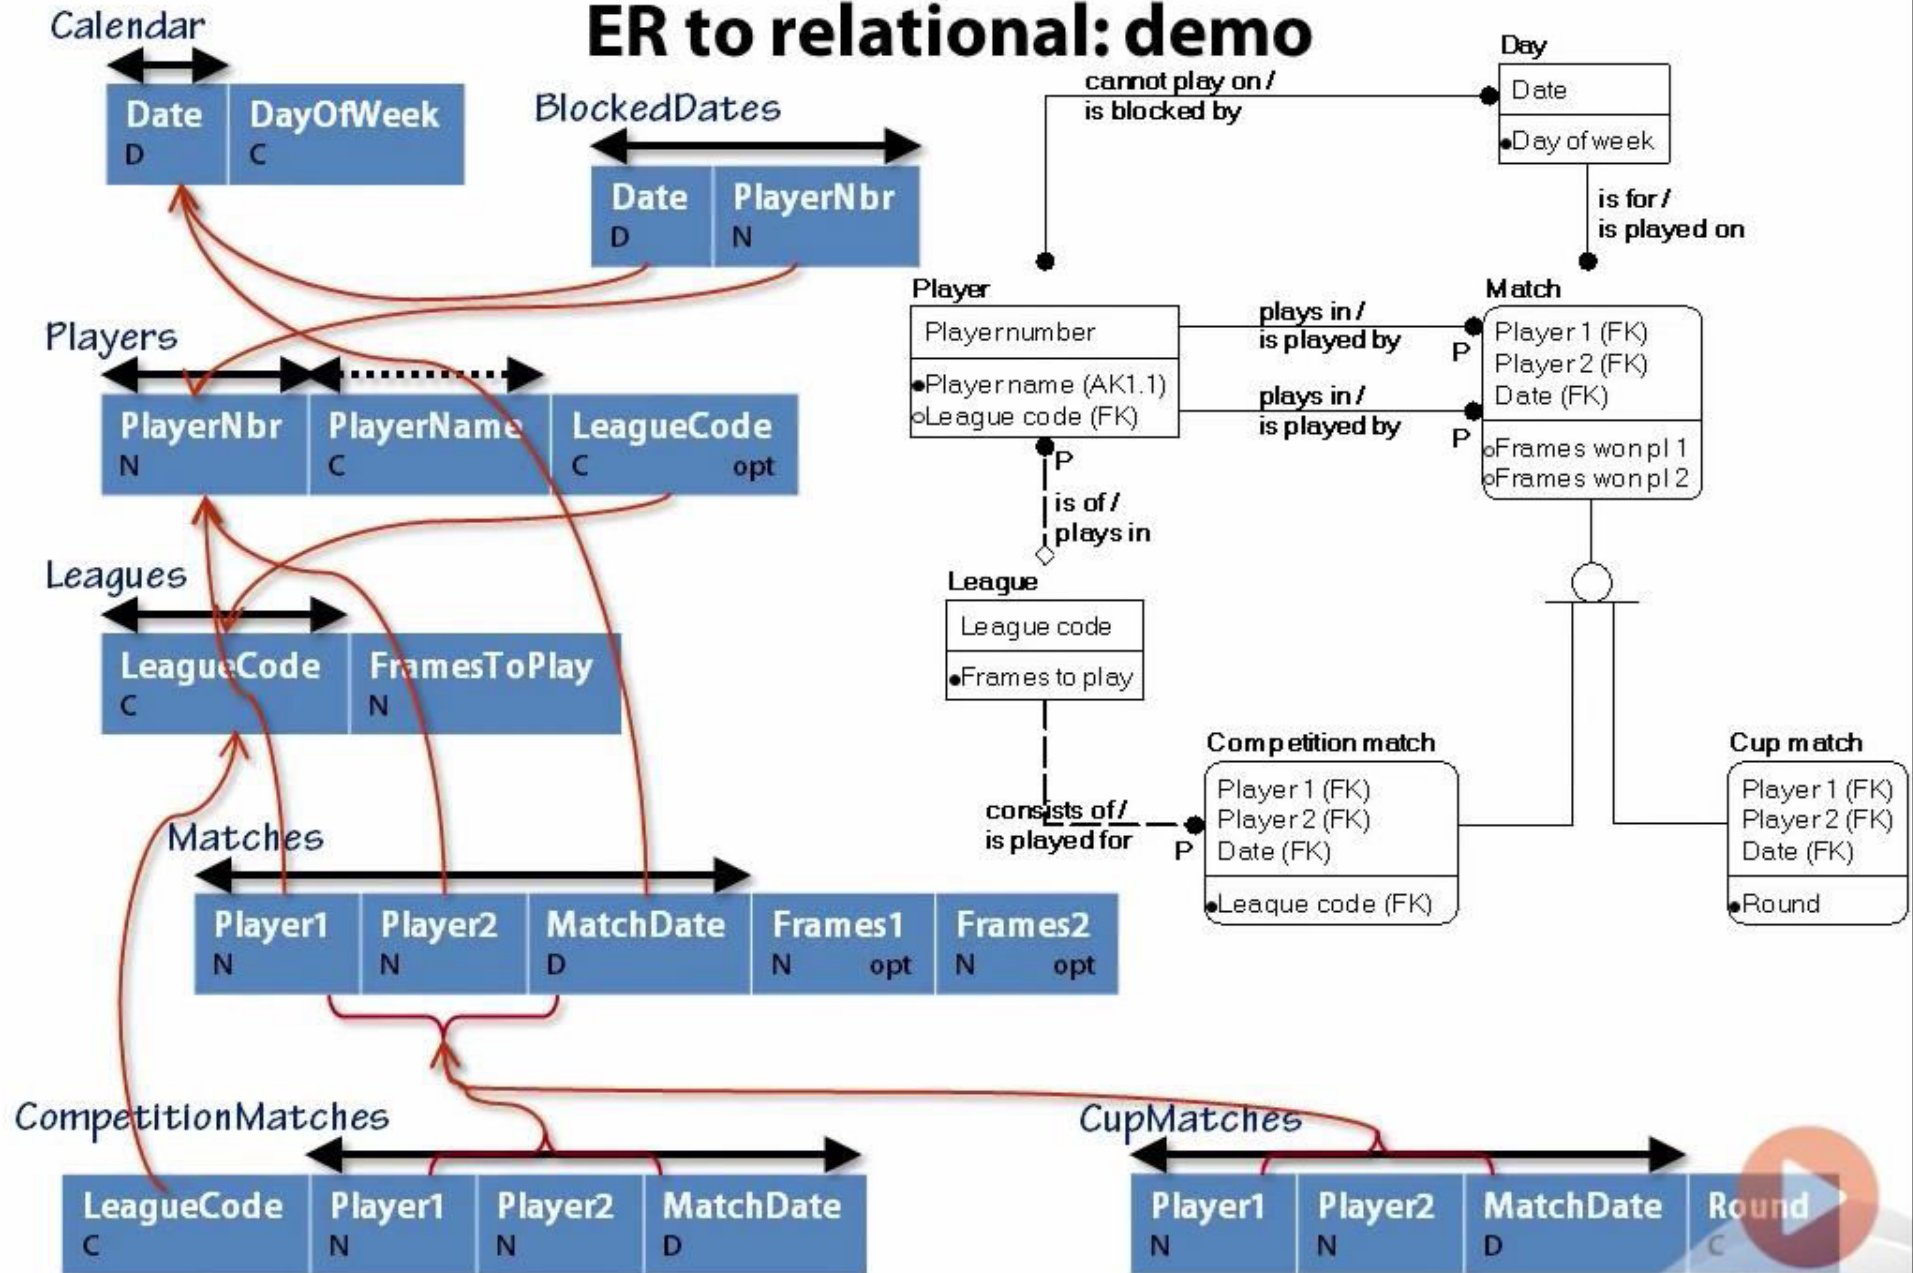 ER to relational: demo
Calendar
Date
D
DayOfWeek
C
BlockedDates
Date
D
PlayerNbr
N
Players
PlayerNbr
N
PlayerName
C
LeagueCode
C opt
Leagues
LeagueCode
C
FramesToPlay
N
Matches
Player1
N
Player2
N
MatchDate
D
Frames1
N opt
Frames2
N opt
CompetitionMatches
LeagueCode
C
Player1
N
Player2
N
MatchDate
D
CupMatches
Player1
N
Player2
N
MatchDate
D
Round
C
cannot play on /
is blocked by
Day
Date
Day of week
is for /
is played on
Player
Player number
Player name (AK1.1)
League code (FK)
plays in /
is played by
P
plays in /
is played by
P
Match
Player 1 (FK)
Player 2 (FK)
Date (FK)
Frames won pl 1
Frames won pl 2
P
is of /
plays in
League
League code
Frames to play
consists of /
is played for
P
Competition match
Player 1 (FK)
Player 2 (FK)
Date (FK)
League code (FK)
Cup match
Player 1 (FK)
Player 2 (FK)
Date (FK)
Round